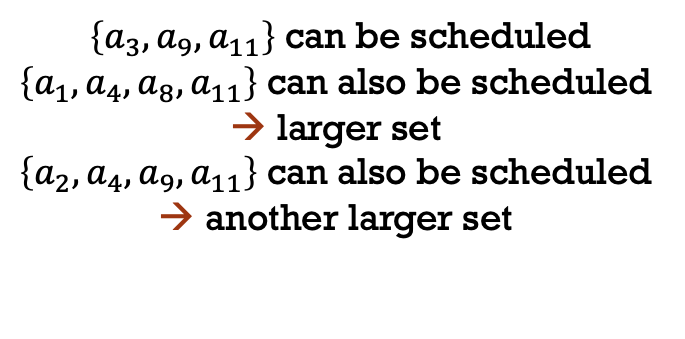 {a₃, a₉, a₁₁} can be scheduled
{a₁, a₄, a₈, a₁₁} can also be scheduled
→ larger set
{a₂, a₄, a₉, a₁₁} can also be scheduled
→ another larger set